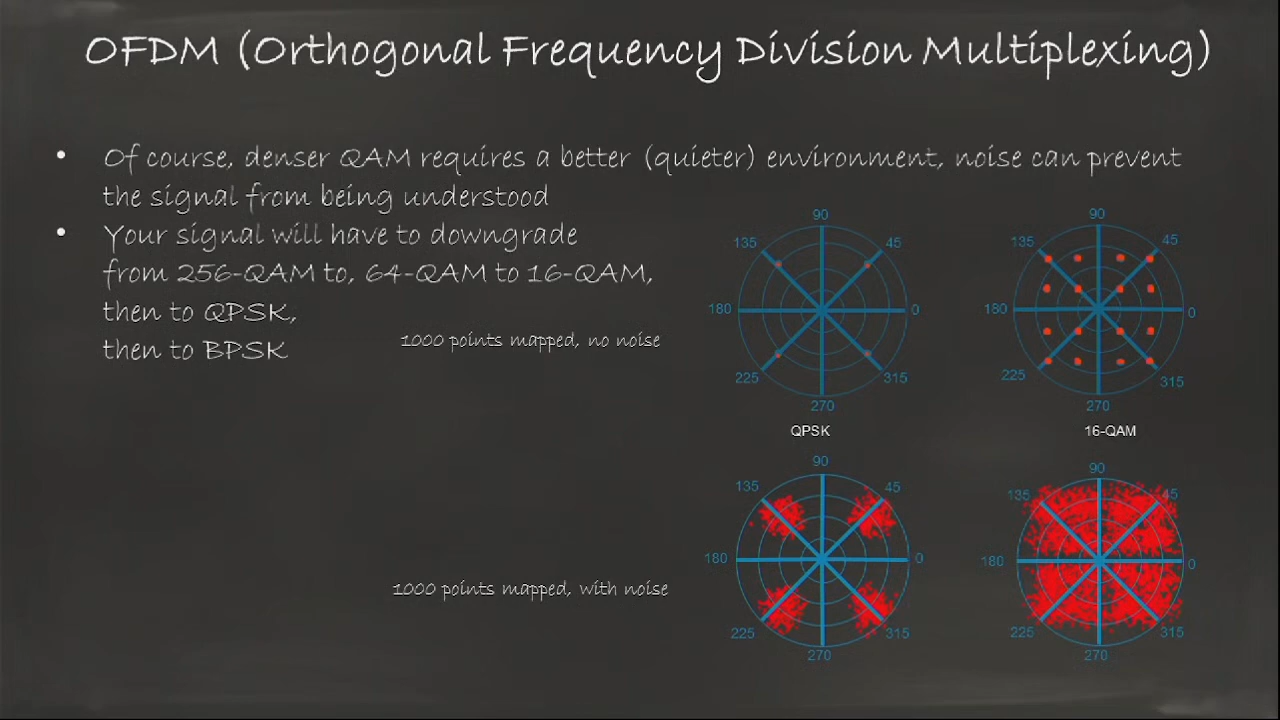 OFDM (Orthogonal Frequency Division Multiplexing)
• Of course, denser QAM requires a better (quieter) environment, noise can prevent
the signal from being understood
• Your signal will have to downgrade
from 256-QAM to, 64-QAM to 16-QAM,
then to QPSK,
then to BPSK
1000 points mapped, no noise
90
135 45
180 0
225 315
270
QPSK
90
135 45
180 0
225 315
270
16-QAM
1000 points mapped, with noise
90
135 45
180 0
225 315
270
90
135 45
180 0
225 315
270